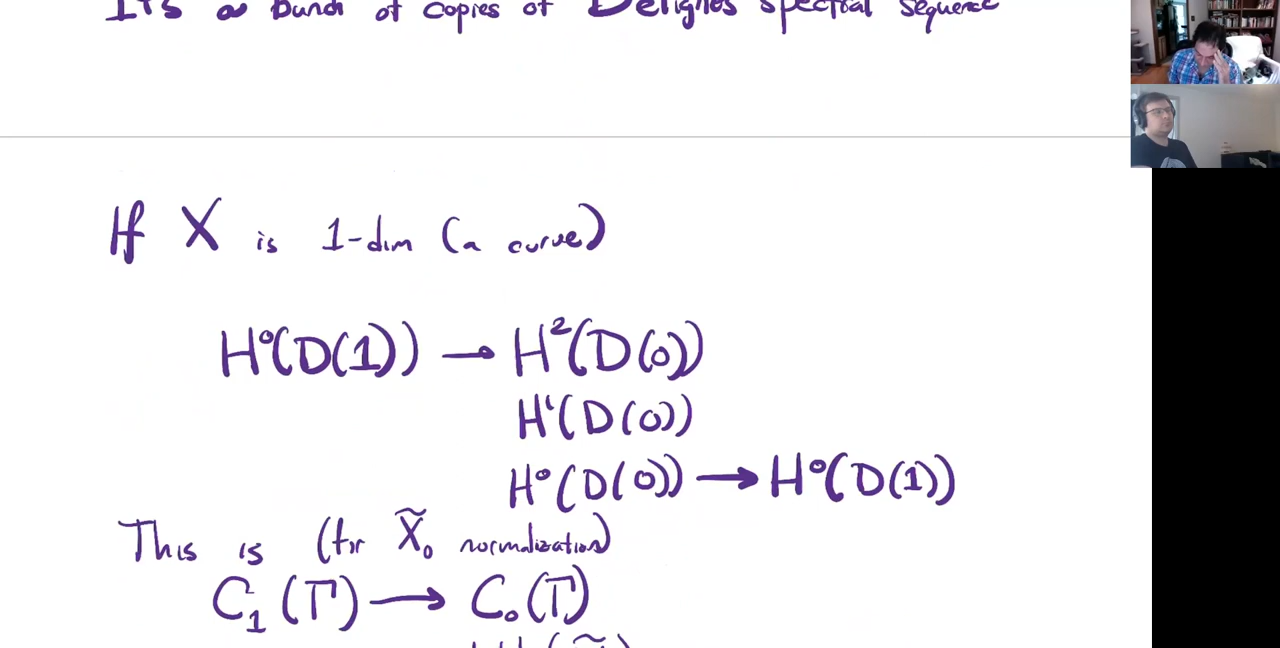 It's a bunch of copies of Deligne's spectral sequence
If X is 1-dim (a curve)
H⁰(D(1)) → H²(D(0))
H¹(D(0))
H⁰(D(0)) → H⁰(D(1))
This is (for X̃₀ normalization)
C₁(Γ) → C₀(Γ)